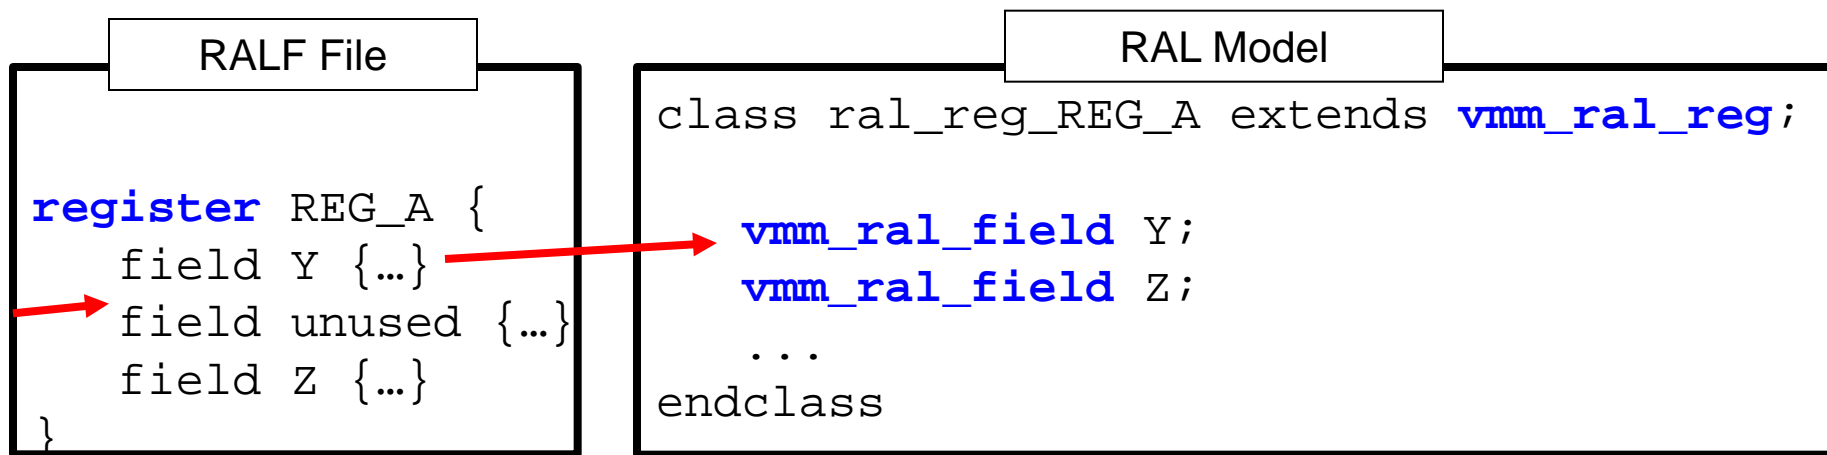 RALF File
register REG_A {
field Y {…}
field unused {…}
field Z {…}
}
RAL Model
class ral_reg_REG_A extends vmm_ral_reg;
vmm_ral_field Y;
vmm_ral_field Z;
...
endclass